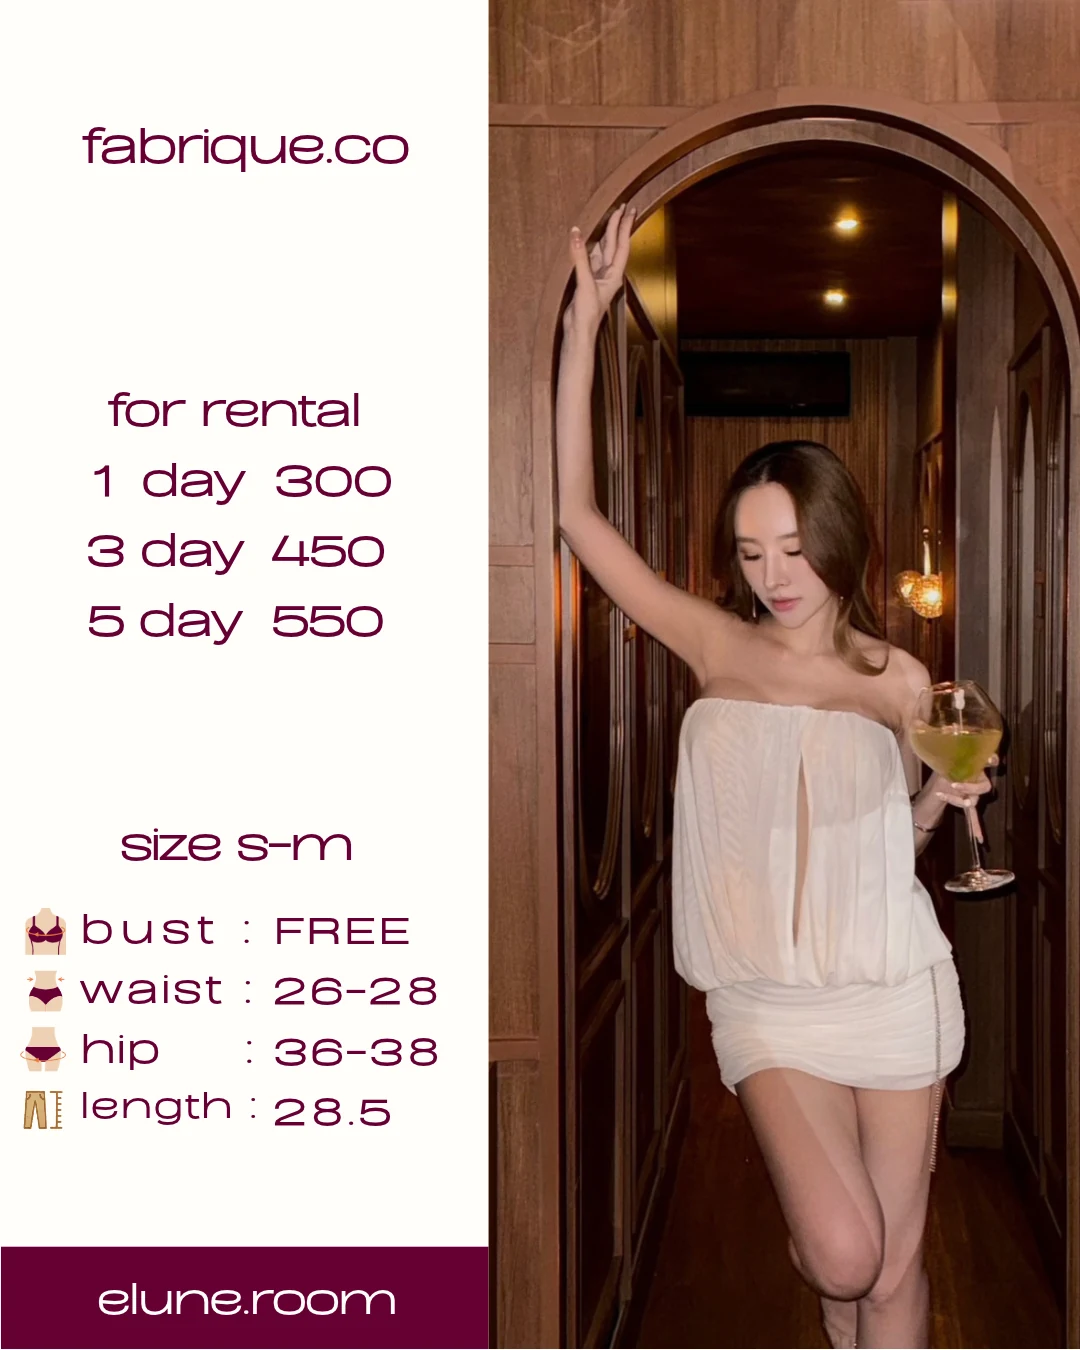 fabrique.co
for rental
1 day 300
3 day 450
5 day 550
size s-m
bust : FREE
waist : 26-28
hip : 36-38
length : 28.5
elune.room